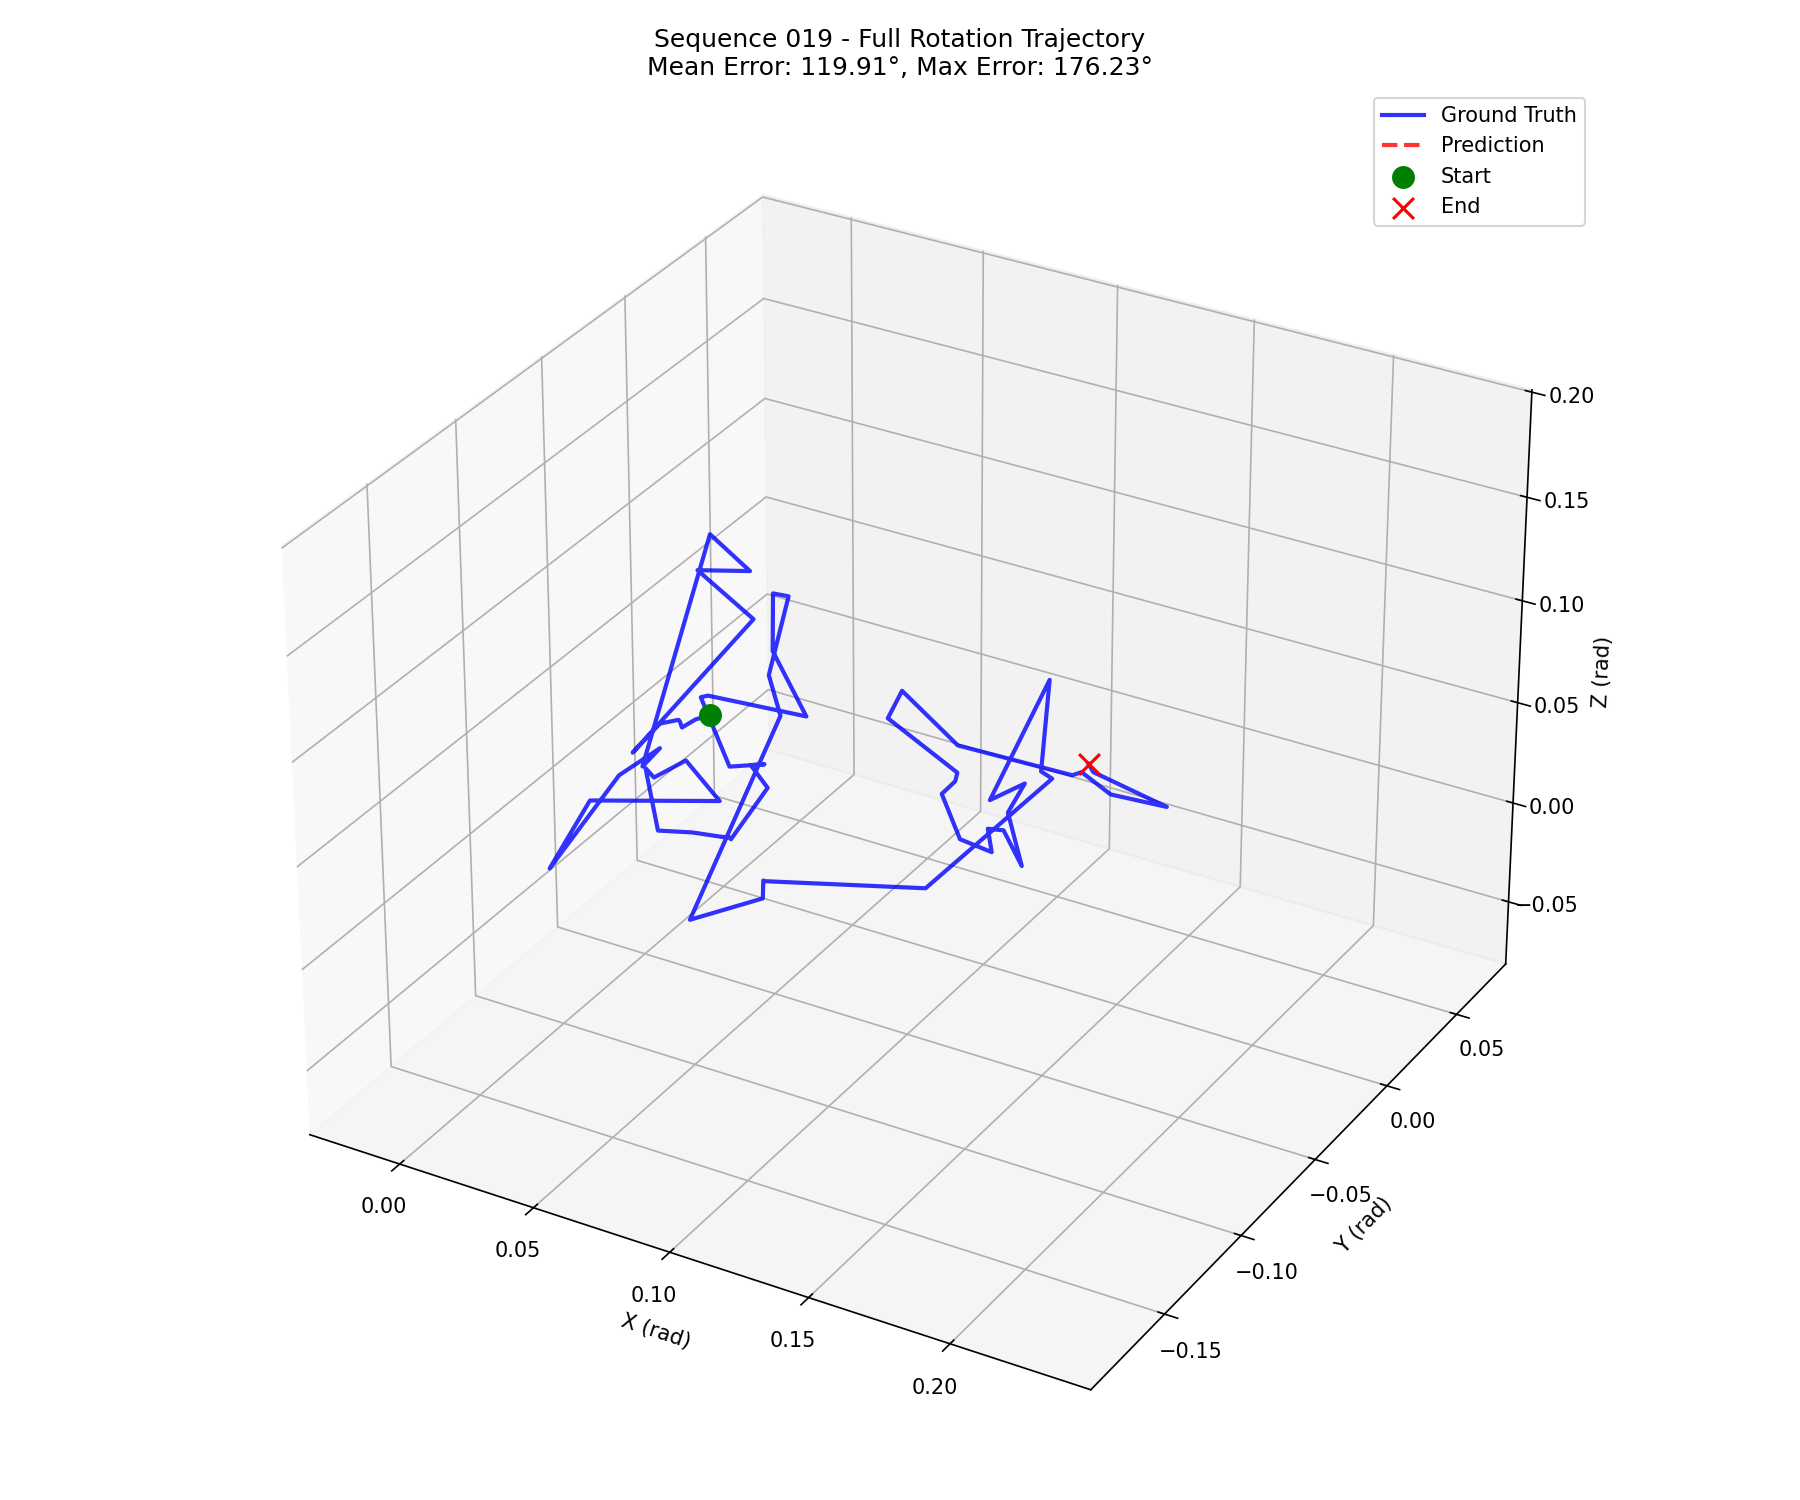 Sequence 019 - Full Rotation Trajectory
Mean Error: 119.91°, Max Error: 176.23°
Ground Truth
Prediction
Start
End
0.20
0.15
0.10
0.05
0.00
−0.05
Z (rad)
0.05
0.00
−0.05
−0.10
−0.15
Y (rad)
0.00
0.05
0.10
0.15
0.20
X (rad)